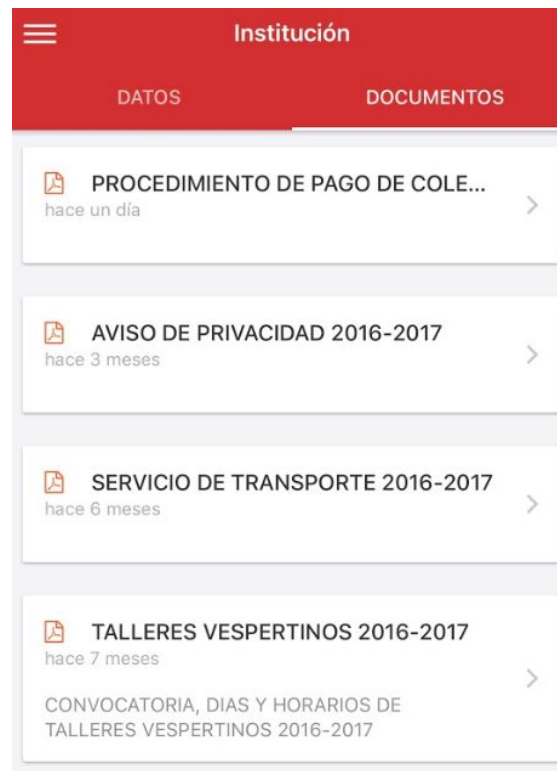 Institución
DATOS
DOCUMENTOS
PROCEDIMIENTO DE PAGO DE COLE...
hace un día
AVISO DE PRIVACIDAD 2016-2017
hace 3 meses
SERVICIO DE TRANSPORTE 2016-2017
hace 6 meses
TALLERES VESPERTINOS 2016-2017
hace 7 meses
CONVOCATORIA, DIAS Y HORARIOS DE
TALLERES VESPERTINOS 2016-2017